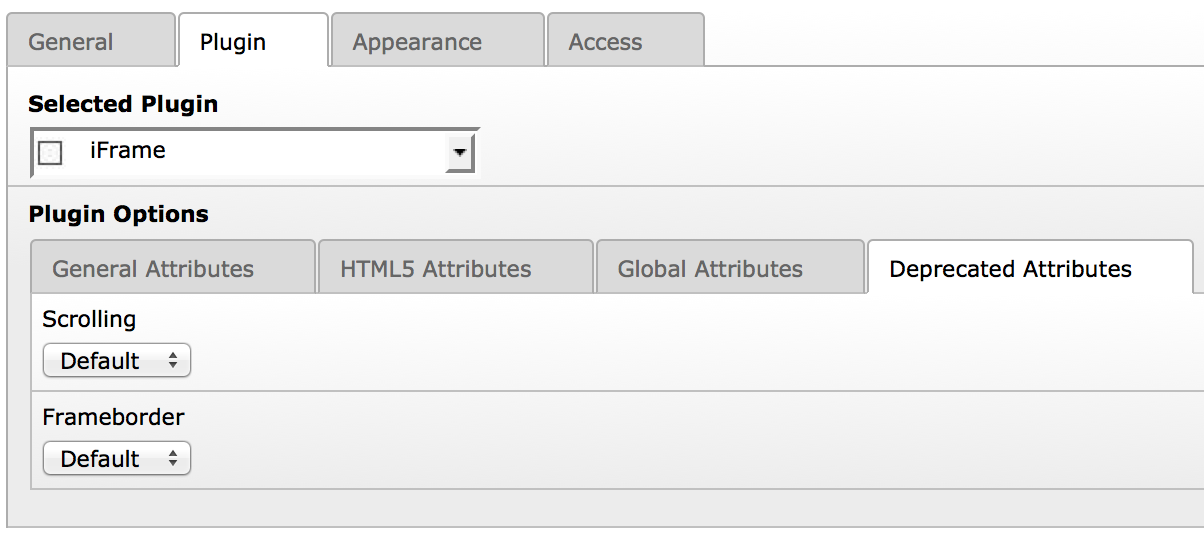 General Plugin Appearance Access
Selected Plugin
iFrame
Plugin Options
General Attributes HTML5 Attributes Global Attributes Deprecated Attributes
Scrolling
Default
Frameborder
Default